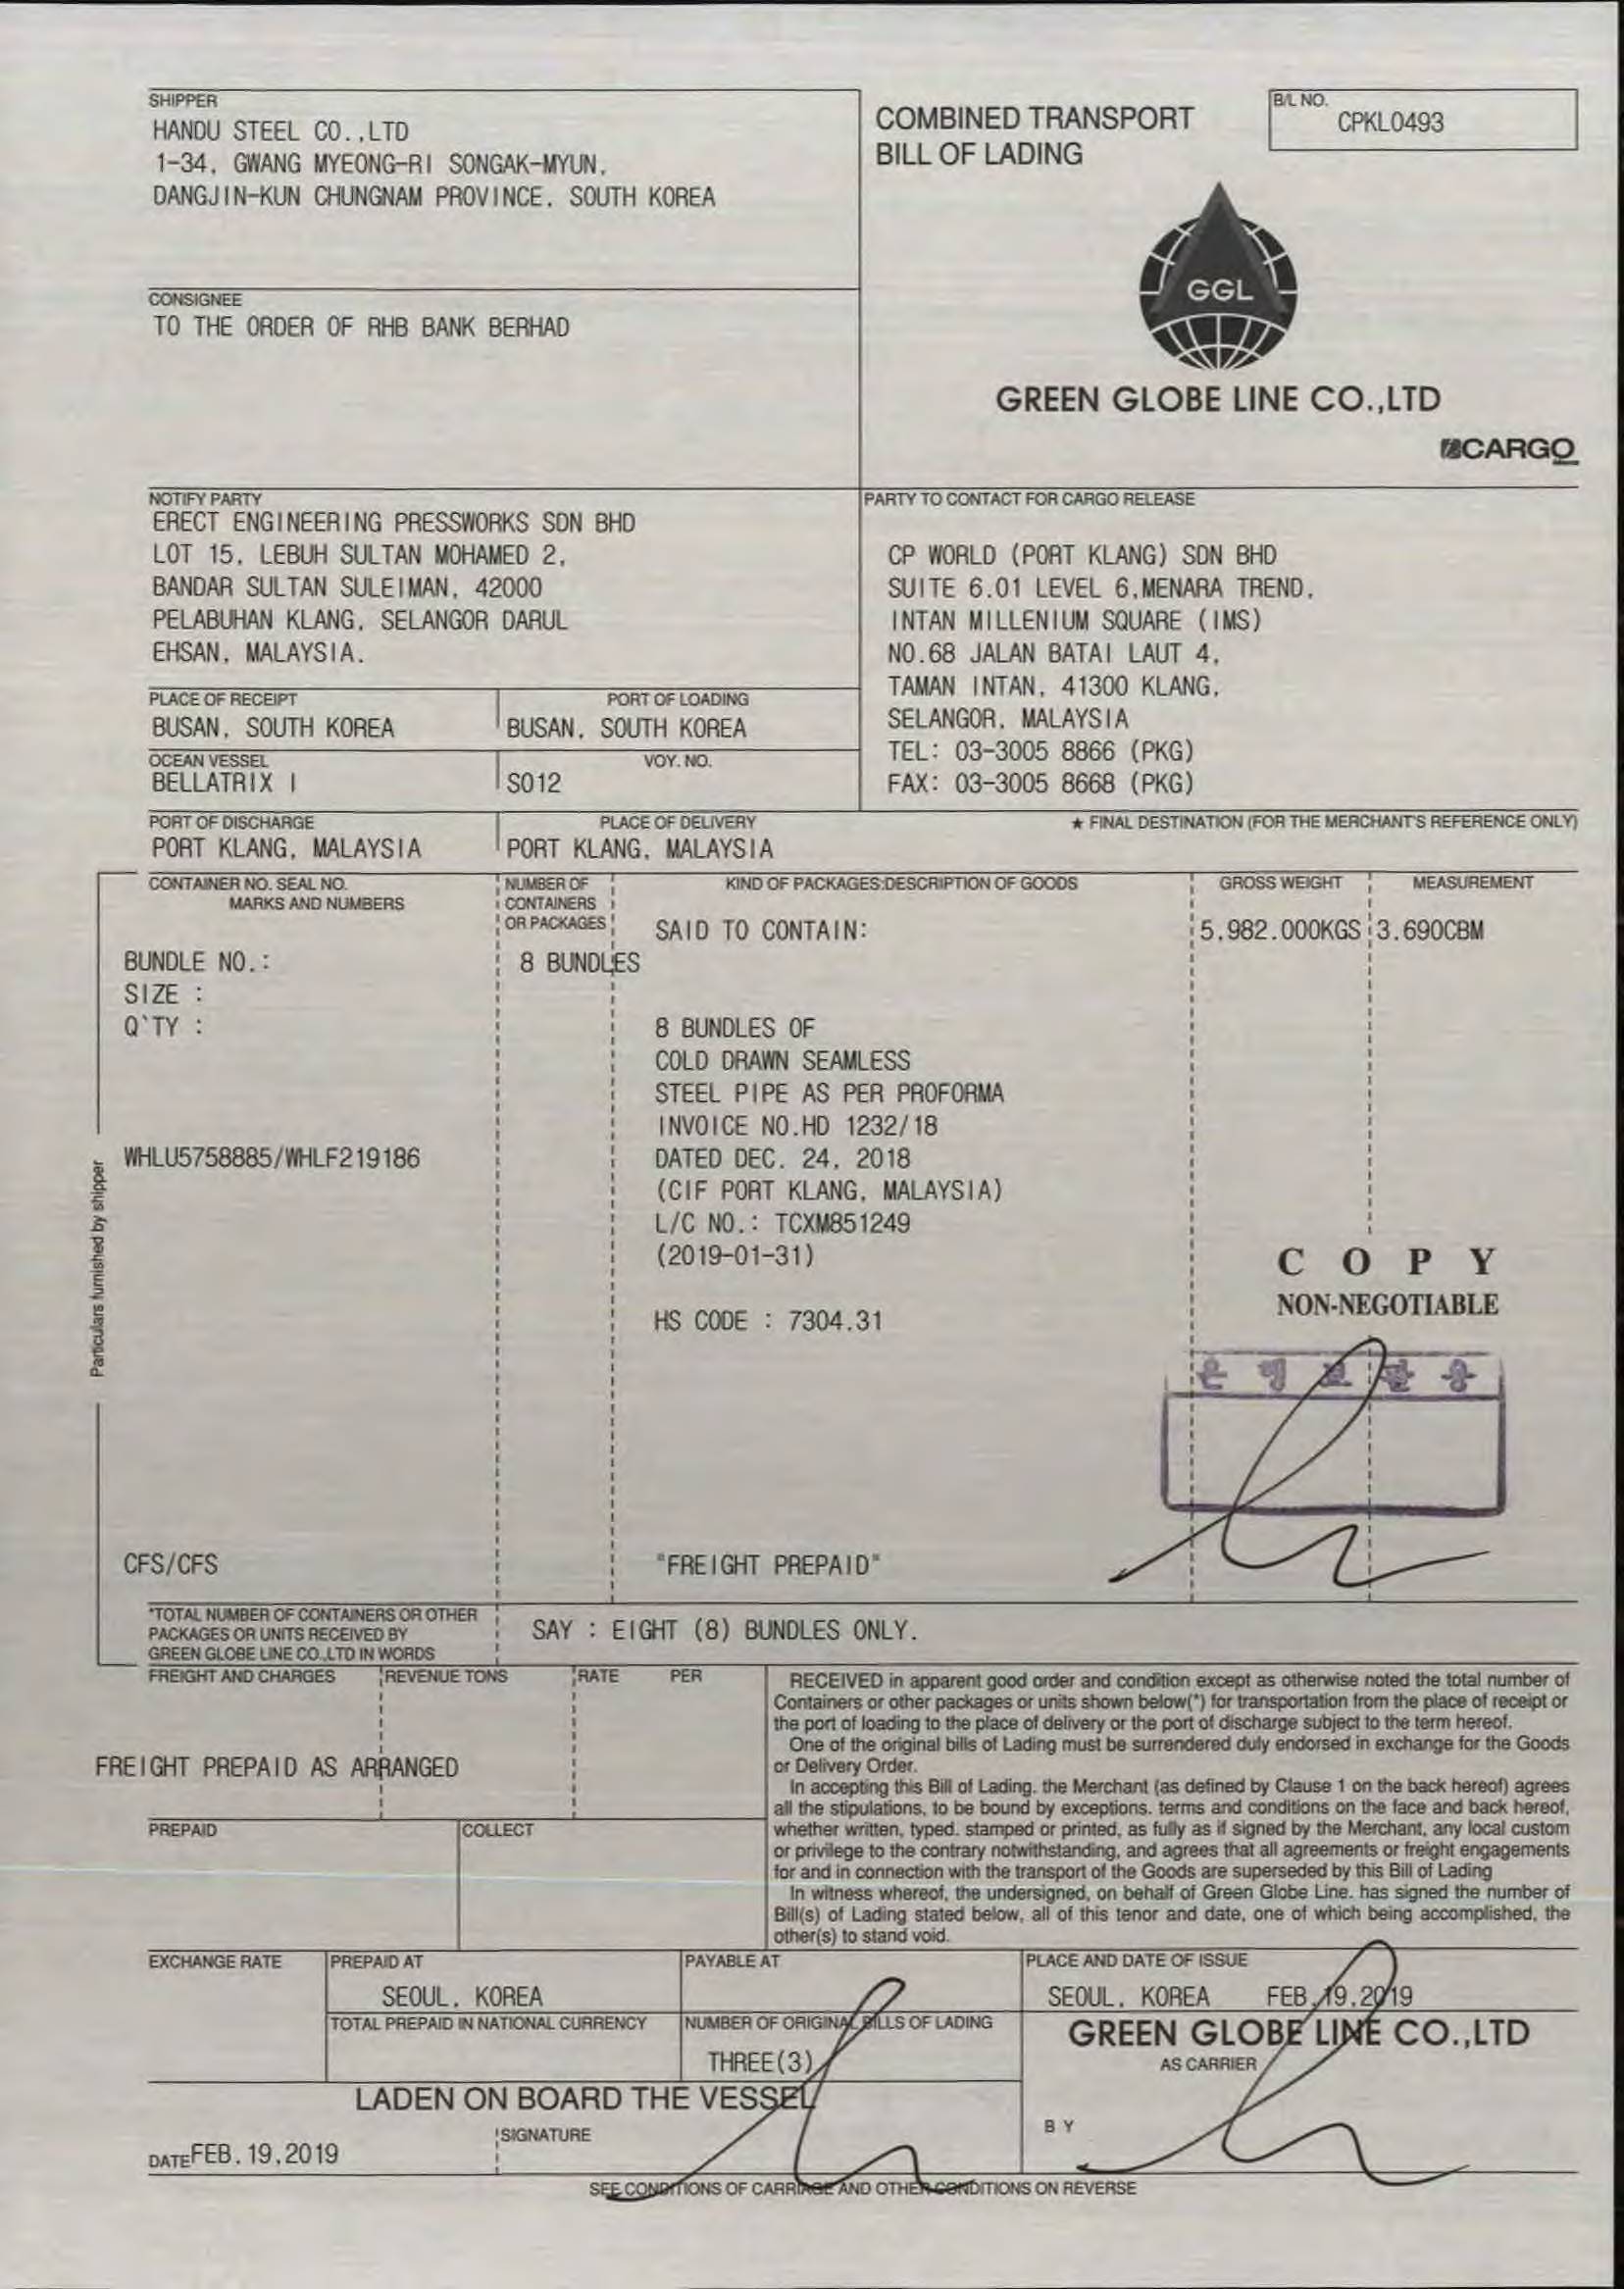 SHIPPER
HANDU STEEL CO.,LTD
1-34, GWANG MYEONG-RI SONGAK-MYUN,
DANGJIN-KUN CHUNGNAM PROVINCE, SOUTH KOREA
COMBINED TRANSPORT
BILL OF LADING
B/L NO.
CPKL0493
GGL
GREEN GLOBE LINE CO.,LTD
CARGO
CONSIGNEE
TO THE ORDER OF RHB BANK BERHAD
NOTIFY PARTY
ERECT ENGINEERING PRESSWORKS SDN BHD
LOT 15, LEBUH SULTAN MOHAMED 2,
BANDAR SULTAN SULEIMAN, 42000
PELABUHAN KLANG, SELANGOR DARUL
EHSAN, MALAYSIA.
PARTY TO CONTACT FOR CARGO RELEASE
CP WORLD (PORT KLANG) SDN BHD
SUITE 6.01 LEVEL 6,MENARA TREND,
INTAN MILLENIUM SQUARE (IMS)
NO.68 JALAN BATAI LAUT 4,
TAMAN INTAN, 41300 KLANG,
SELANGOR, MALAYSIA
TEL: 03-3005 8866 (PKG)
FAX: 03-3005 8668 (PKG)
PLACE OF RECEIPT
BUSAN, SOUTH KOREA
PORT OF LOADING
BUSAN, SOUTH KOREA
OCEAN VESSEL
BELLATRIX I
VOY. NO.
S012
PORT OF DISCHARGE
PORT KLANG, MALAYSIA
PLACE OF DELIVERY
PORT KLANG, MALAYSIA
★ FINAL DESTINATION (FOR THE MERCHANT'S REFERENCE ONLY)
CONTAINER NO. SEAL NO.
MARKS AND NUMBERS
NUMBER OF
CONTAINERS
OR PACKAGES
KIND OF PACKAGES:DESCRIPTION OF GOODS
GROSS WEIGHT
MEASUREMENT
SAID TO CONTAIN:
5,982.000KGS
3.690CBM
BUNDLE NO.:
8 BUNDLES
SIZE :
Q`TY :
8 BUNDLES OF
COLD DRAWN SEAMLESS
STEEL PIPE AS PER PROFORMA
INVOICE NO.HD 1232/18
WHLU5758885/WHLF219186
DATED DEC. 24, 2018
(CIF PORT KLANG, MALAYSIA)
L/C NO.: TCXM851249
(2019-01-31)
HS CODE : 7304.31
Particulars furnished by shipper
COPY
NON-NEGOTIABLE
은행보관용
CFS/CFS
"FREIGHT PREPAID"
*TOTAL NUMBER OF CONTAINERS OR OTHER
PACKAGES OR UNITS RECEIVED BY
GREEN GLOBE LINE CO.,LTD IN WORDS
SAY : EIGHT (8) BUNDLES ONLY.
FREIGHT AND CHARGES
REVENUE TONS
RATE
PER
FREIGHT PREPAID AS ARRANGED
PREPAID
COLLECT
RECEIVED in apparent good order and condition except as otherwise noted the total number of
Containers or other packages or units shown below(*) for transportation from the place of receipt or
the port of loading to the place of delivery or the port of discharge subject to the term hereof.
One of the original bills of Lading must be surrendered duly endorsed in exchange for the Goods
or Delivery Order.
In accepting this Bill of Lading, the Merchant (as defined by Clause 1 on the back hereof) agrees
all the stipulations, to be bound by exceptions, terms and conditions on the face and back hereof,
whether written, typed, stamped or printed, as fully as if signed by the Merchant, any local custom
or privilege to the contrary notwithstanding, and agrees that all agreements or freight engagements
for and in connection with the transport of the Goods are superseded by this Bill of Lading
In witness whereof, the undersigned, on behalf of Green Globe Line. has signed the number of
Bill(s) of Lading stated below, all of this tenor and date, one of which being accomplished, the
other(s) to stand void.
EXCHANGE RATE
PREPAID AT
SEOUL, KOREA
PAYABLE AT
PLACE AND DATE OF ISSUE
SEOUL, KOREA FEB.19,2019
TOTAL PREPAID IN NATIONAL CURRENCY
NUMBER OF ORIGINAL BILLS OF LADING
THREE(3)
GREEN GLOBE LINE CO.,LTD
AS CARRIER
LADEN ON BOARD THE VESSEL
BY
DATE FEB.19,2019
SIGNATURE
SEE CONDITIONS OF CARRIAGE AND OTHER CONDITIONS ON REVERSE